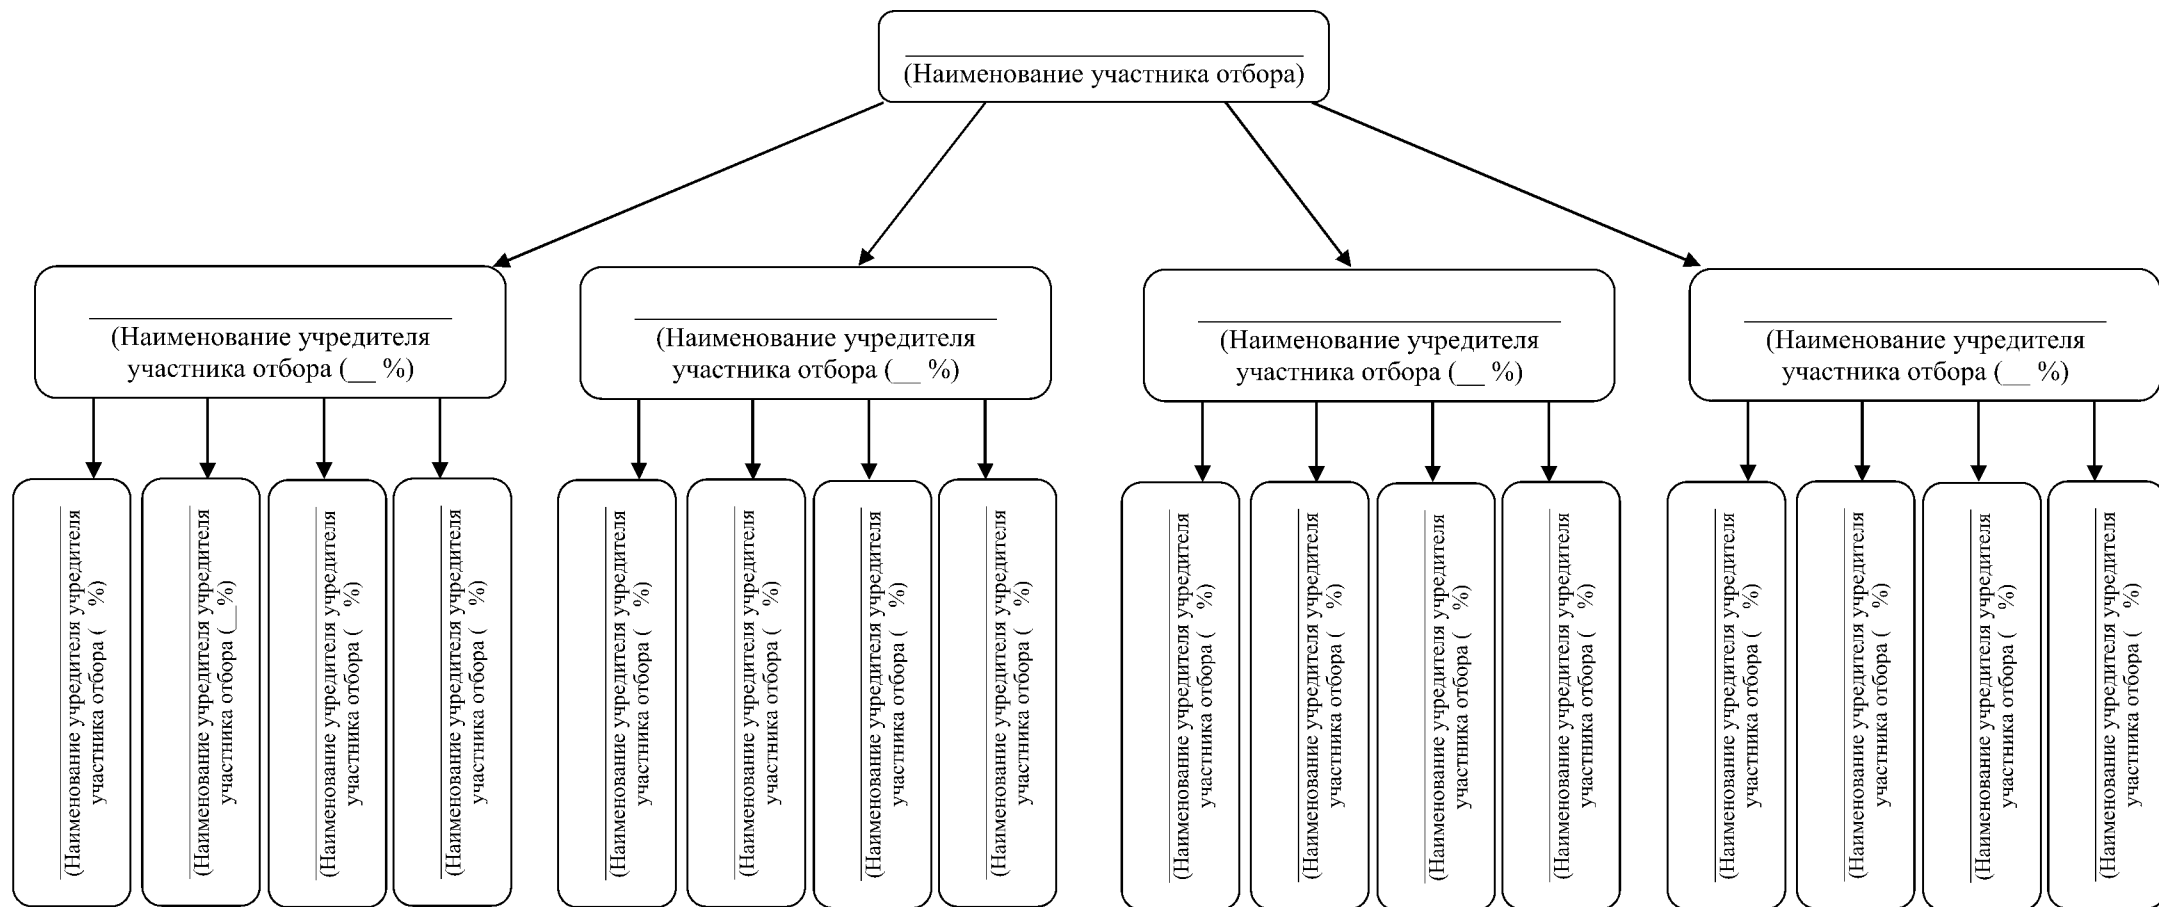 (Наименование участника отбора)
(Наименование учредителя
участника отбора (__ %)
(Наименование учредителя
участника отбора (__ %)
(Наименование учредителя
участника отбора (__ %)
(Наименование учредителя
участника отбора (__ %)
(Наименование учредителя учредителя
участника отбора ( %)
(Наименование учредителя учредителя
участника отбора (__%)
(Наименование учредителя учредителя
участника отбора ( %)
(Наименование учредителя учредителя
участника отбора ( %)
(Наименование учредителя учредителя
участника отбора ( %)
(Наименование учредителя учредителя
участника отбора ( %)
(Наименование учредителя учредителя
участника отбора ( %)
(Наименование учредителя учредителя
участника отбора ( %)
(Наименование учредителя учредителя
участника отбора ( %)
(Наименование учредителя учредителя
участника отбора ( %)
(Наименование учредителя учредителя
участника отбора ( %)
(Наименование учредителя учредителя
участника отбора ( %)
(Наименование учредителя учредителя
участника отбора ( %)
(Наименование учредителя учредителя
участника отбора ( %)
(Наименование учредителя учредителя
участника отбора ( %)
(Наименование учредителя учредителя
участника отбора ( %)